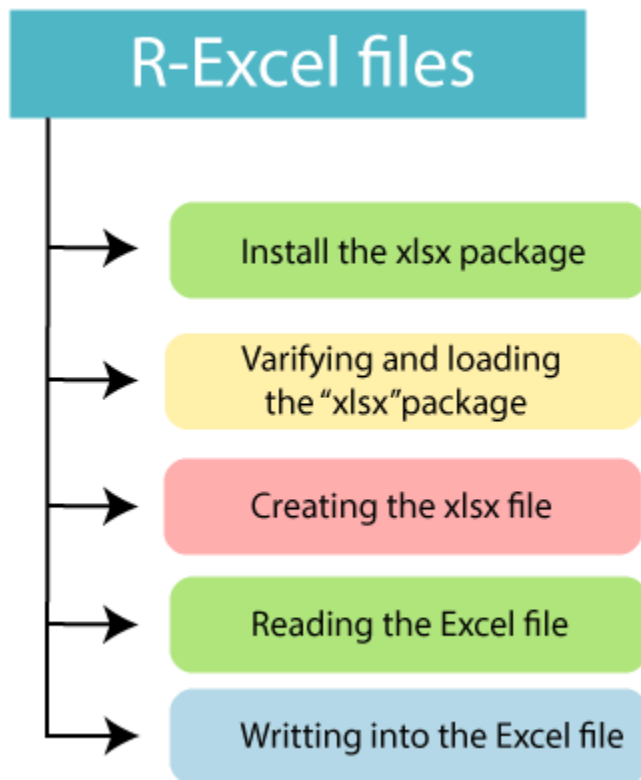 R-Excel files
Install the xlsx package
Varifying and loading
the “xlsx”package
Creating the xlsx file
Reading the Excel file
Writting into the Excel file